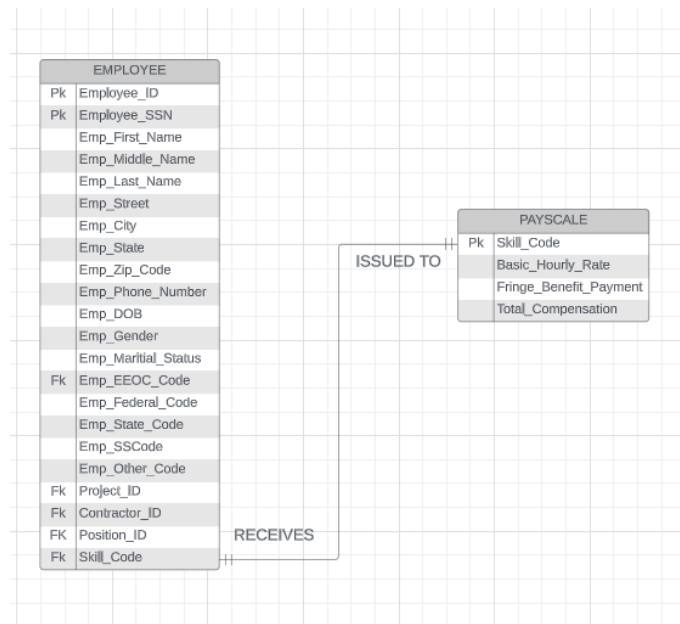 EMPLOYEE
Pk Employee_ID
Pk Employee_SSN
Emp_First_Name
Emp_Middle_Name
Emp_Last_Name
Emp_Street
Emp_City
Emp_State
Emp_Zip_Code
Emp_Phone_Number
Emp_DOB
Emp_Gender
Emp_Maritial_Status
Fk Emp_EEOC_Code
Emp_Federal_Code
Emp_State_Code
Emp_SSCode
Emp_Other_Code
Fk Project_ID
Fk Contractor_ID
FK Position_ID
Fk Skill_Code
RECEIVES
ISSUED TO
PAYSCALE
Pk Skill_Code
Basic_Hourly_Rate
Fringe_Benefit_Payment
Total_Compensation